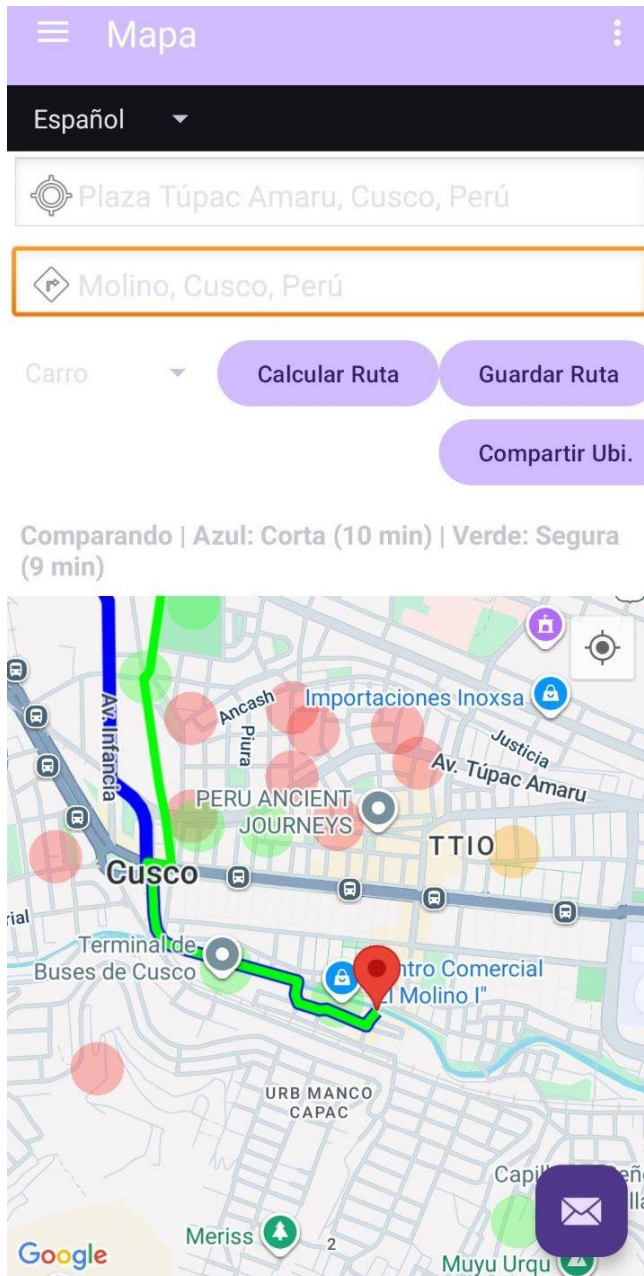 Mapa
Español
Plaza Túpac Amaru, Cusco, Perú
Molino, Cusco, Perú
Carro
Calcular Ruta
Guardar Ruta
Compartir Ubi.
Comparando | Azul: Corta (10 min) | Verde: Segura
(9 min)
Av. Infancia
Ancash
Piura
Importaciones Inoxsa
Justicia
Av. Túpac Amaru
PERU ANCIENT
JOURNEYS
TTIO
Cusco
rial
Terminal de
Buses de Cusco
ntro Comercial
El Molino I"
URB MANCO
CAPAC
Meriss
2
Muyu Urqu
Google